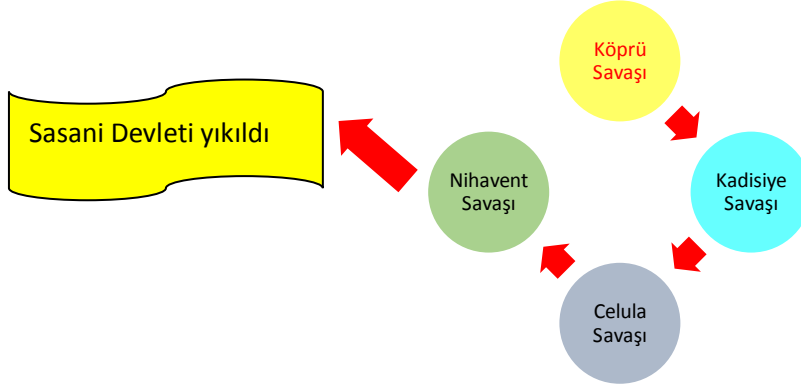 Köprü
Savaşı
Sasani Devleti yıkıldı
Nihavent
Savaşı
Kadisiye
Savaşı
Celula
Savaşı